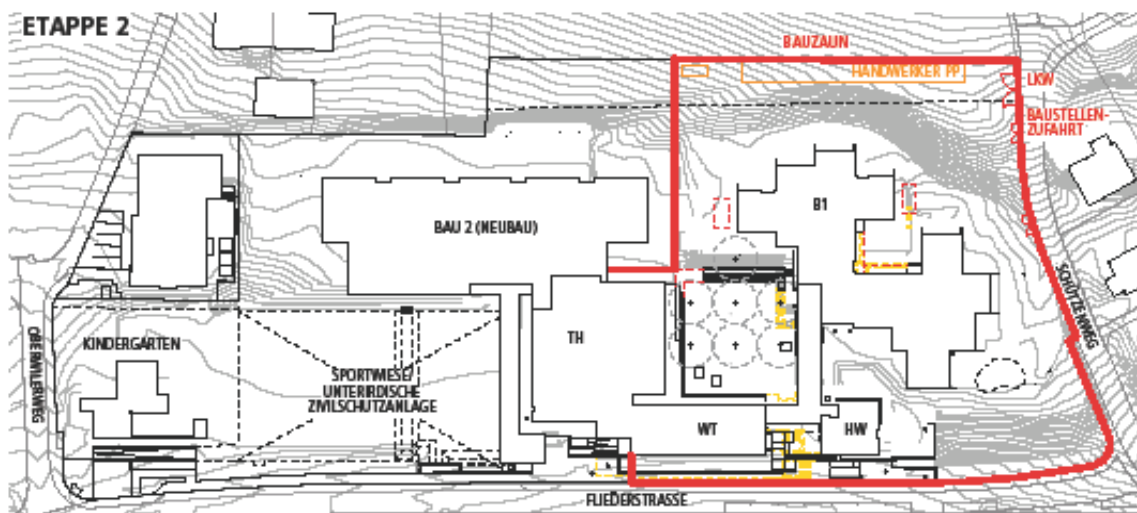 ETAPPE 2
BAUZAUN
HANDWERKER PP
LKW
BAUSTELLEN-
ZUFAHRT
B1
BAU 2 (NEUBAU)
SCHÜTZENWEG
OBERWILERWEG
KINDERGARTEN
TH
SPORTWIESE/
UNTERIRDISCHE
ZIVILSCHUTZANLAGE
WT
HW
FLIEDERSTRASSE